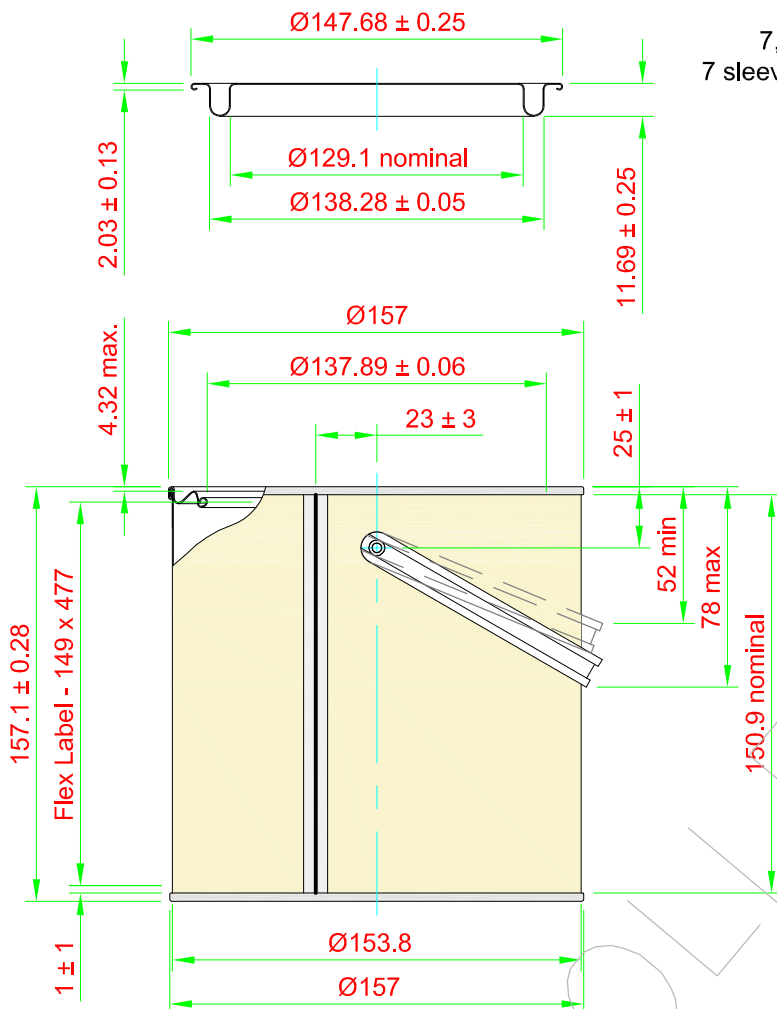 Ø147.68 ± 0.25
7,
7 sleev
Ø129.1 nominal
Ø138.28 ± 0.05
2.03 ± 0.13
11.69 ± 0.25
Ø157
Ø137.89 ± 0.06
4.32 max.
23 ± 3
25 ± 1
52 min
78 max
150.9 nominal
157.1 ± 0.28
Flex Label - 149 x 477
1 ± 1
Ø153.8
Ø157